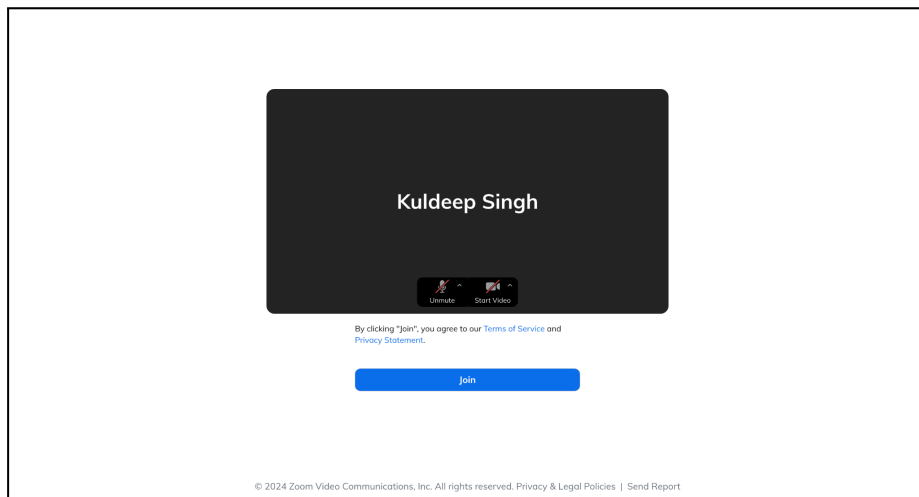 Kuldeep Singh
Unmute Start Video
By clicking "Join", you agree to our Terms of Service and
Privacy Statement.
Join
© 2024 Zoom Video Communications, Inc. All rights reserved. Privacy & Legal Policies | Send Report